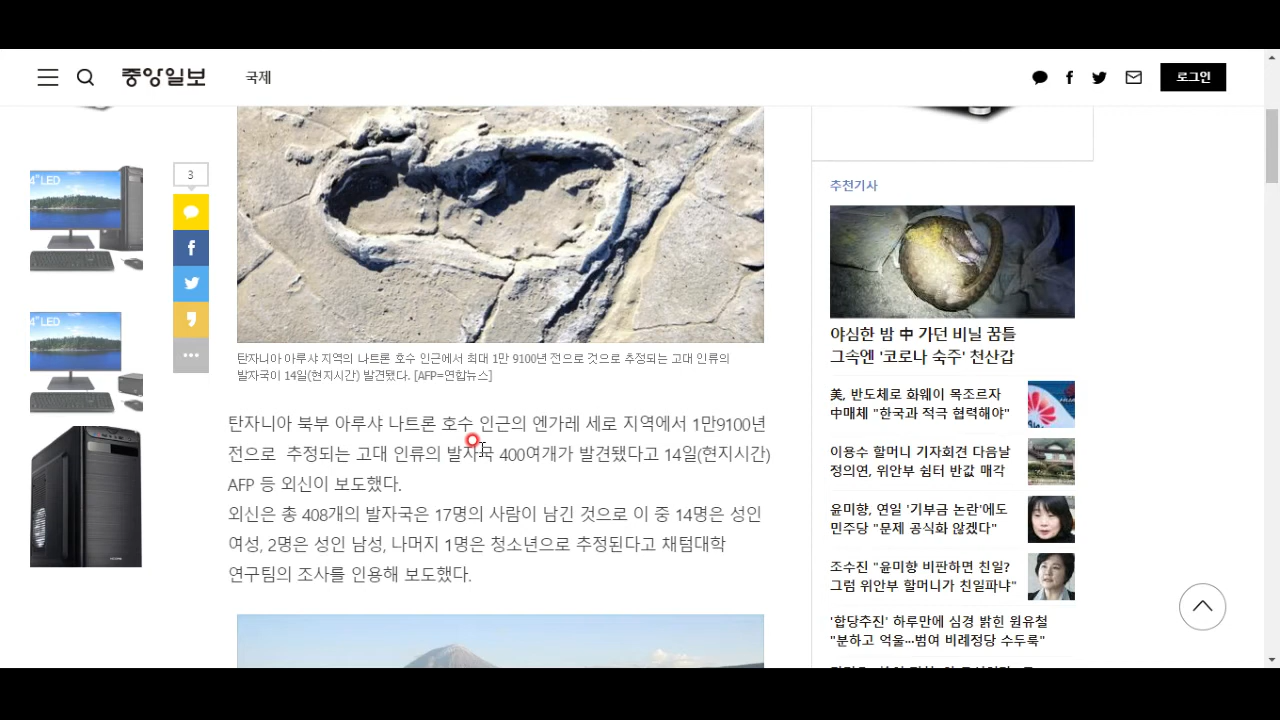 중앙일보
국제
로그인
4" LED
3
4" LED
탄자니아 아루샤 지역의 나트론 호수 인근에서 최대 1만 9100년 전으로 것으로 추정되는 고대 인류의
발자국이 14일(현지시간) 발견됐다. [AFP=연합뉴스]
탄자니아 북부 아루샤 나트론 호수 인근의 엔가레 세로 지역에서 1만9100년
전으로 추정되는 고대 인류의 발자국 400여개가 발견됐다고 14일(현지시간)
AFP 등 외신이 보도했다.
외신은 총 408개의 발자국은 17명의 사람이 남긴 것으로 이 중 14명은 성인
여성, 2명은 성인 남성, 나머지 1명은 청소년으로 추정된다고 채텀대학
연구팀의 조사를 인용해 보도했다.
추천기사
야심한 밤 中 가던 비닐 꿈틀
그속엔 '코로나 숙주' 천산갑
美, 반도체로 화웨이 목조르자
中매체 "한국과 적극 협력해야"
이용수 할머니 기자회견 다음날
정의연, 위안부 쉼터 반값 매각
윤미향, 연일 '기부금 논란'에도
민주당 "문제 공식화 않겠다"
조수진 "윤미향 비판하면 친일?
그럼 위안부 할머니가 친일파냐"
'합당추진' 하루만에 심경 밝힌 원유철
"분하고 억울…범여 비례정당 수두룩"